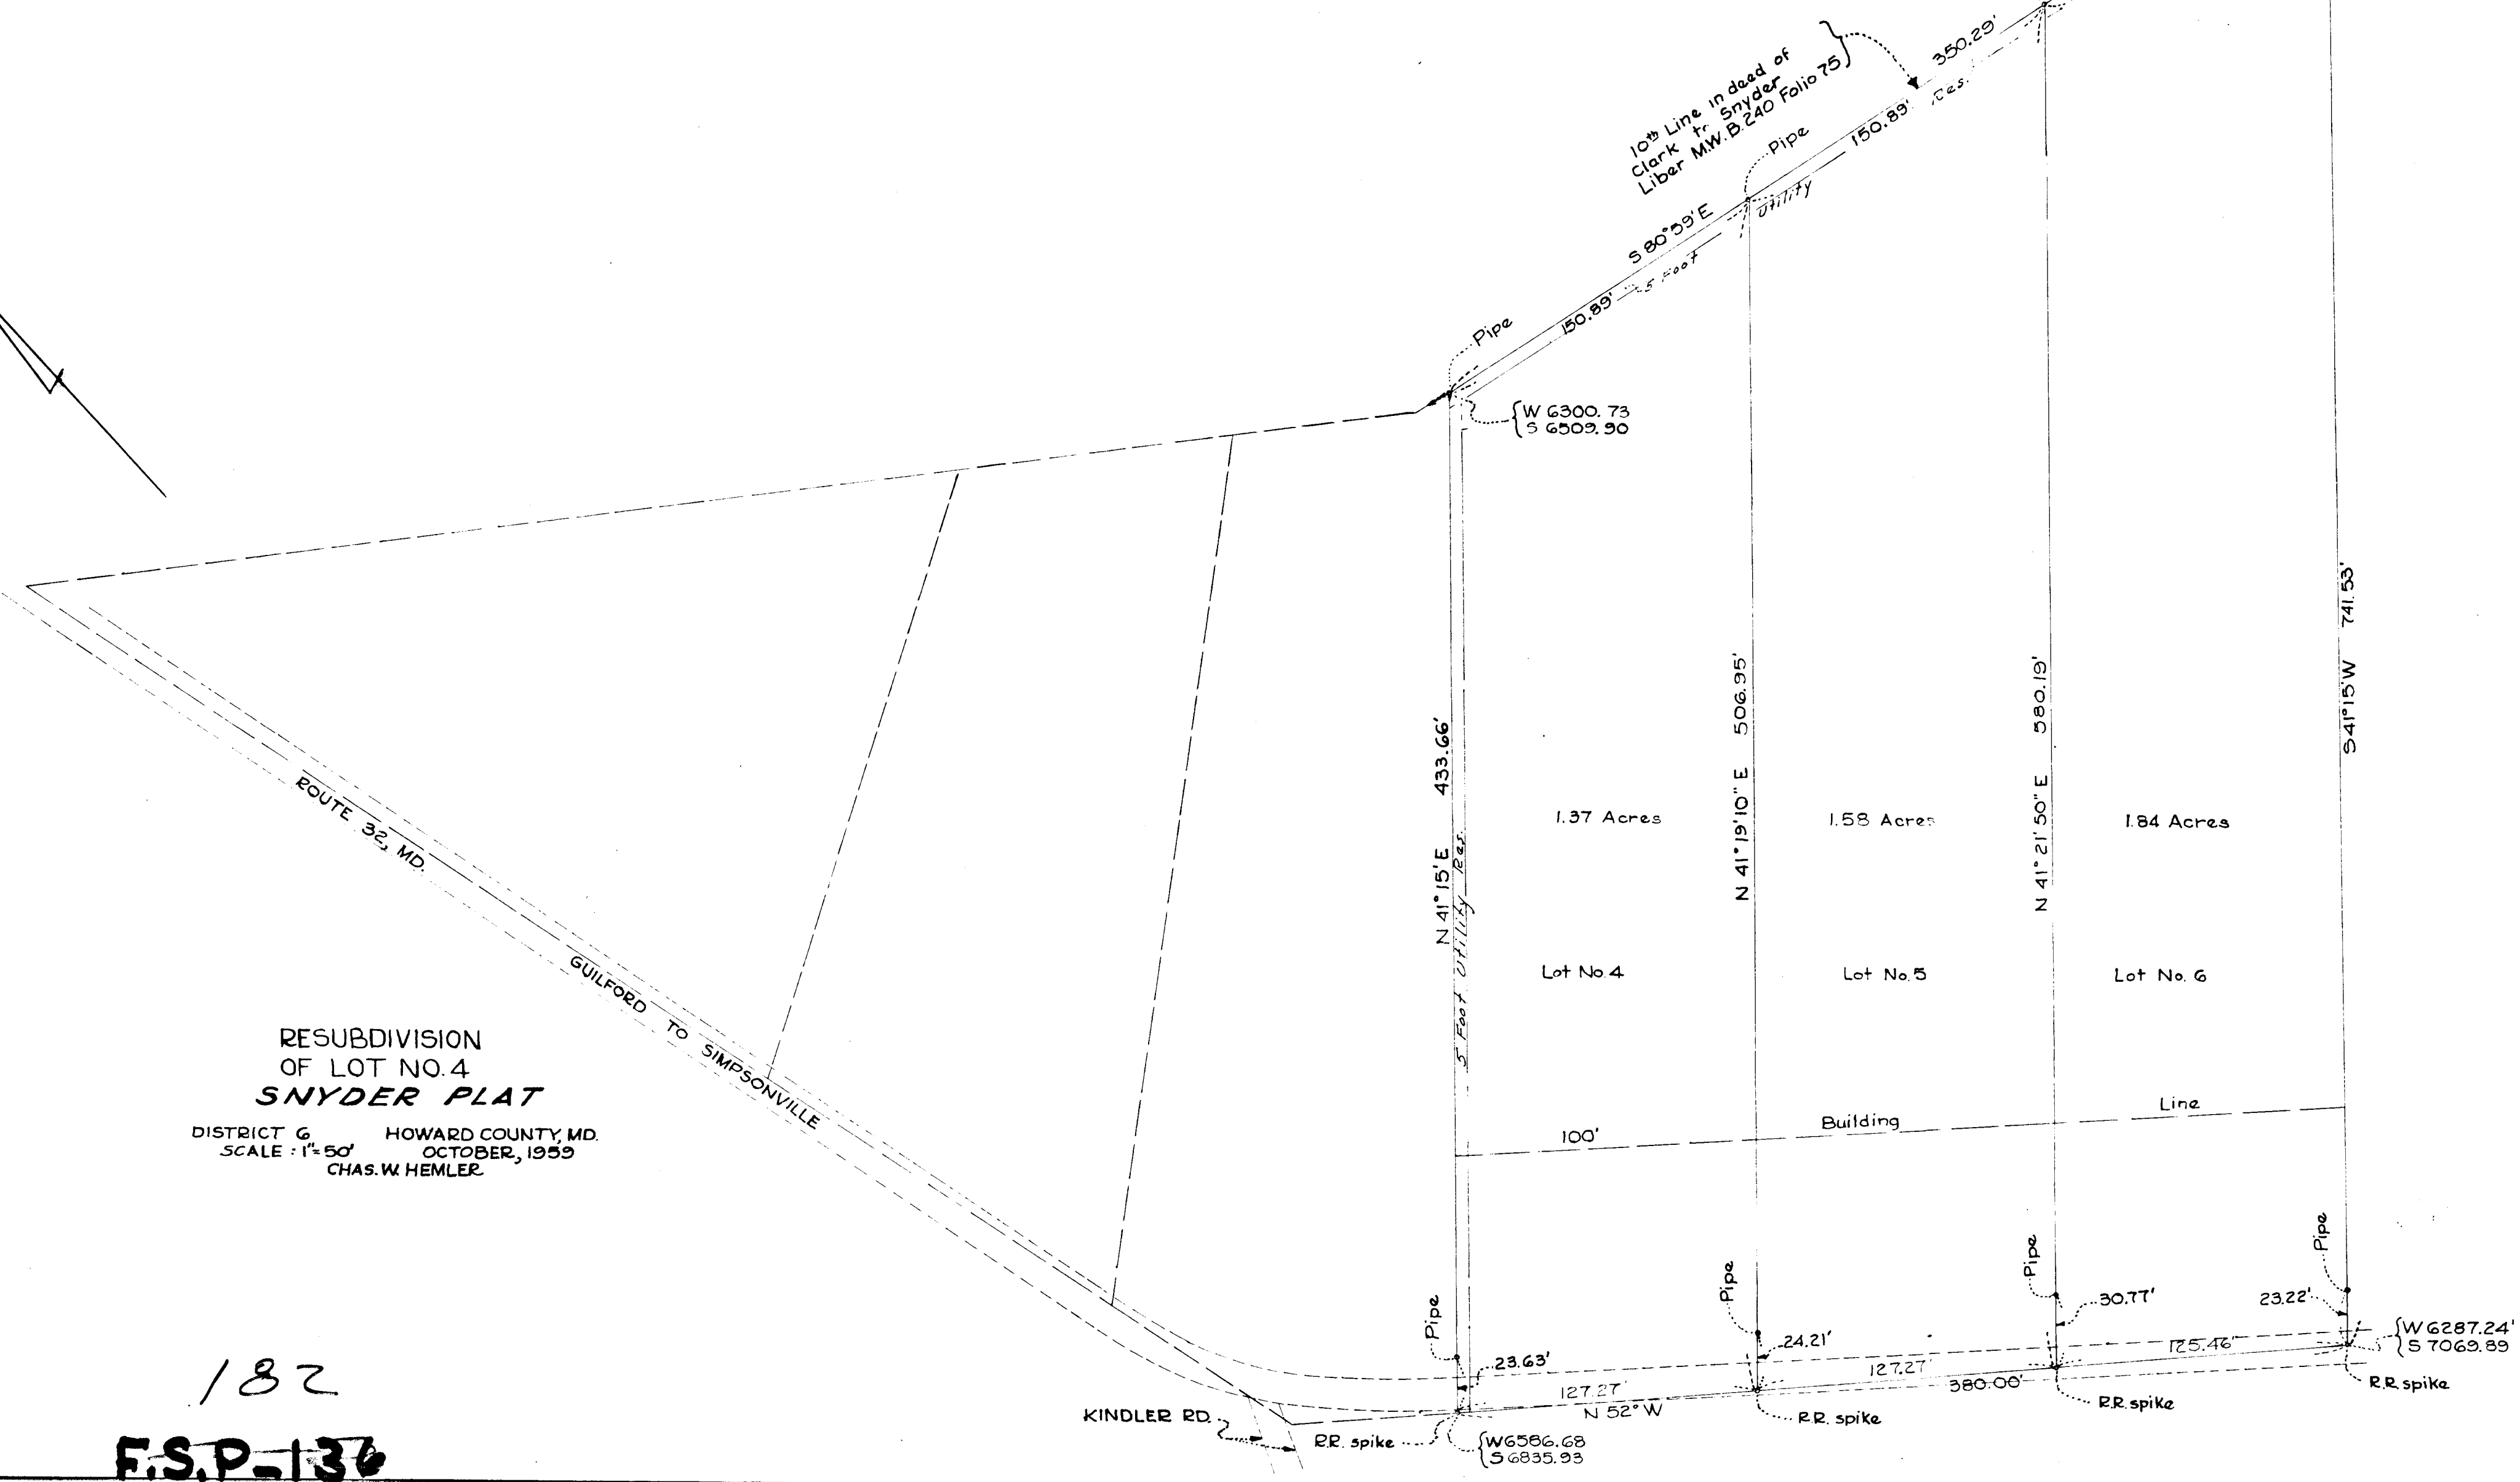 10th Line in deed of
Clark to Snyder
Liber M.W.B. 240 Folio 75
350.29'
150.89' Res.
Pipe
Utility
S 80°59'E
5 Foot
150.89'
Pipe
W 6300.73
S 6509.90
N 41°15'E 433.66'
5 Foot Utility Res.
N 41°19'10" E 506.95'
N 41°21'50" E 580.19'
S41°15'W 741.53'
1.37 Acres
1.58 Acres
1.84 Acres
Lot No. 4
Lot No. 5
Lot No. 6
100' Building Line
ROUTE 32, MD.
GUILFORD TO SIMPSONVILLE
RESUBDIVISION
OF LOT NO. 4
SNYDER PLAT
DISTRICT 6 HOWARD COUNTY, MD.
SCALE : 1"=50' OCTOBER, 1959
CHAS. W. HEMLER
Pipe
Pipe
Pipe
Pipe
23.63'
24.21'
30.77'
23.22'
127.27'
127.27'
125.46'
380.00'
N 52° W
W 6287.24'
S 7069.89
R.R. spike
R.R. spike
R.R. spike
R.R. spike
W6586.68
S 6835.93
KINDLER RD.
182
F.S.P-136